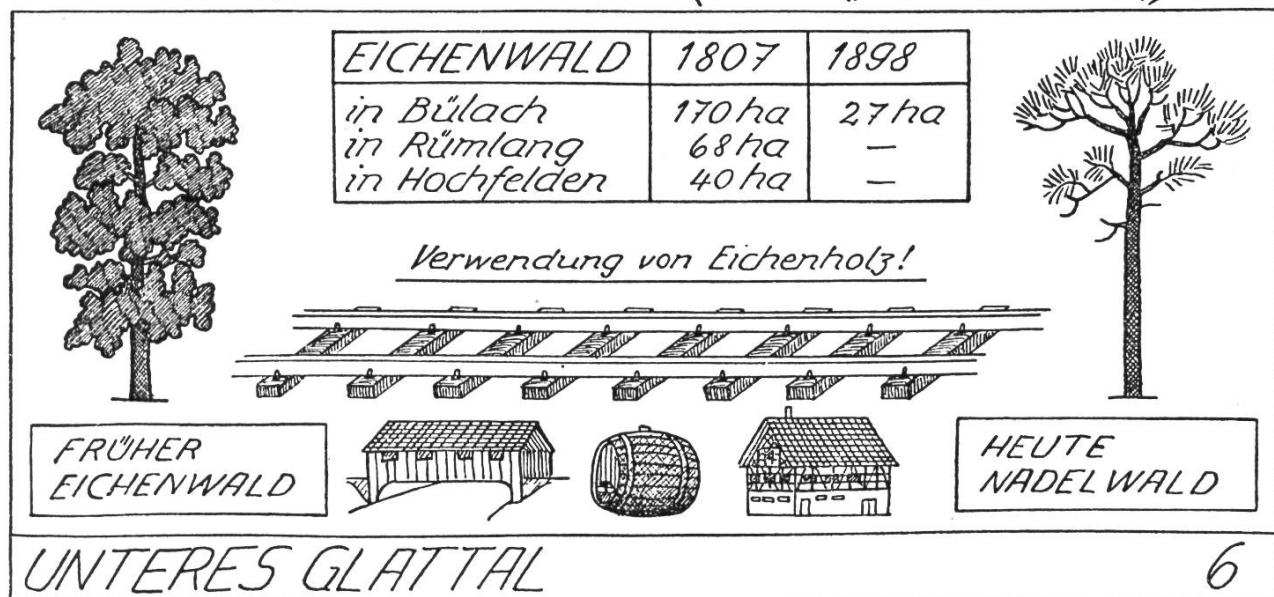 EICHENWALD 1807 1898
in Bülach 170 ha 27 ha
in Rümlang 68 ha —
in Hochfelden 40 ha —
Verwendung von Eichenholz!
FRÜHER
EICHENWALD
HEUTE
NADELWALD
UNTERES GLATTAL 6